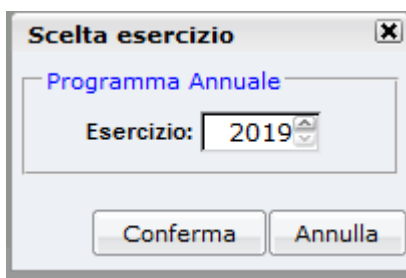 Scelta esercizio
Programma Annuale
Esercizio: 2019
Conferma Annulla